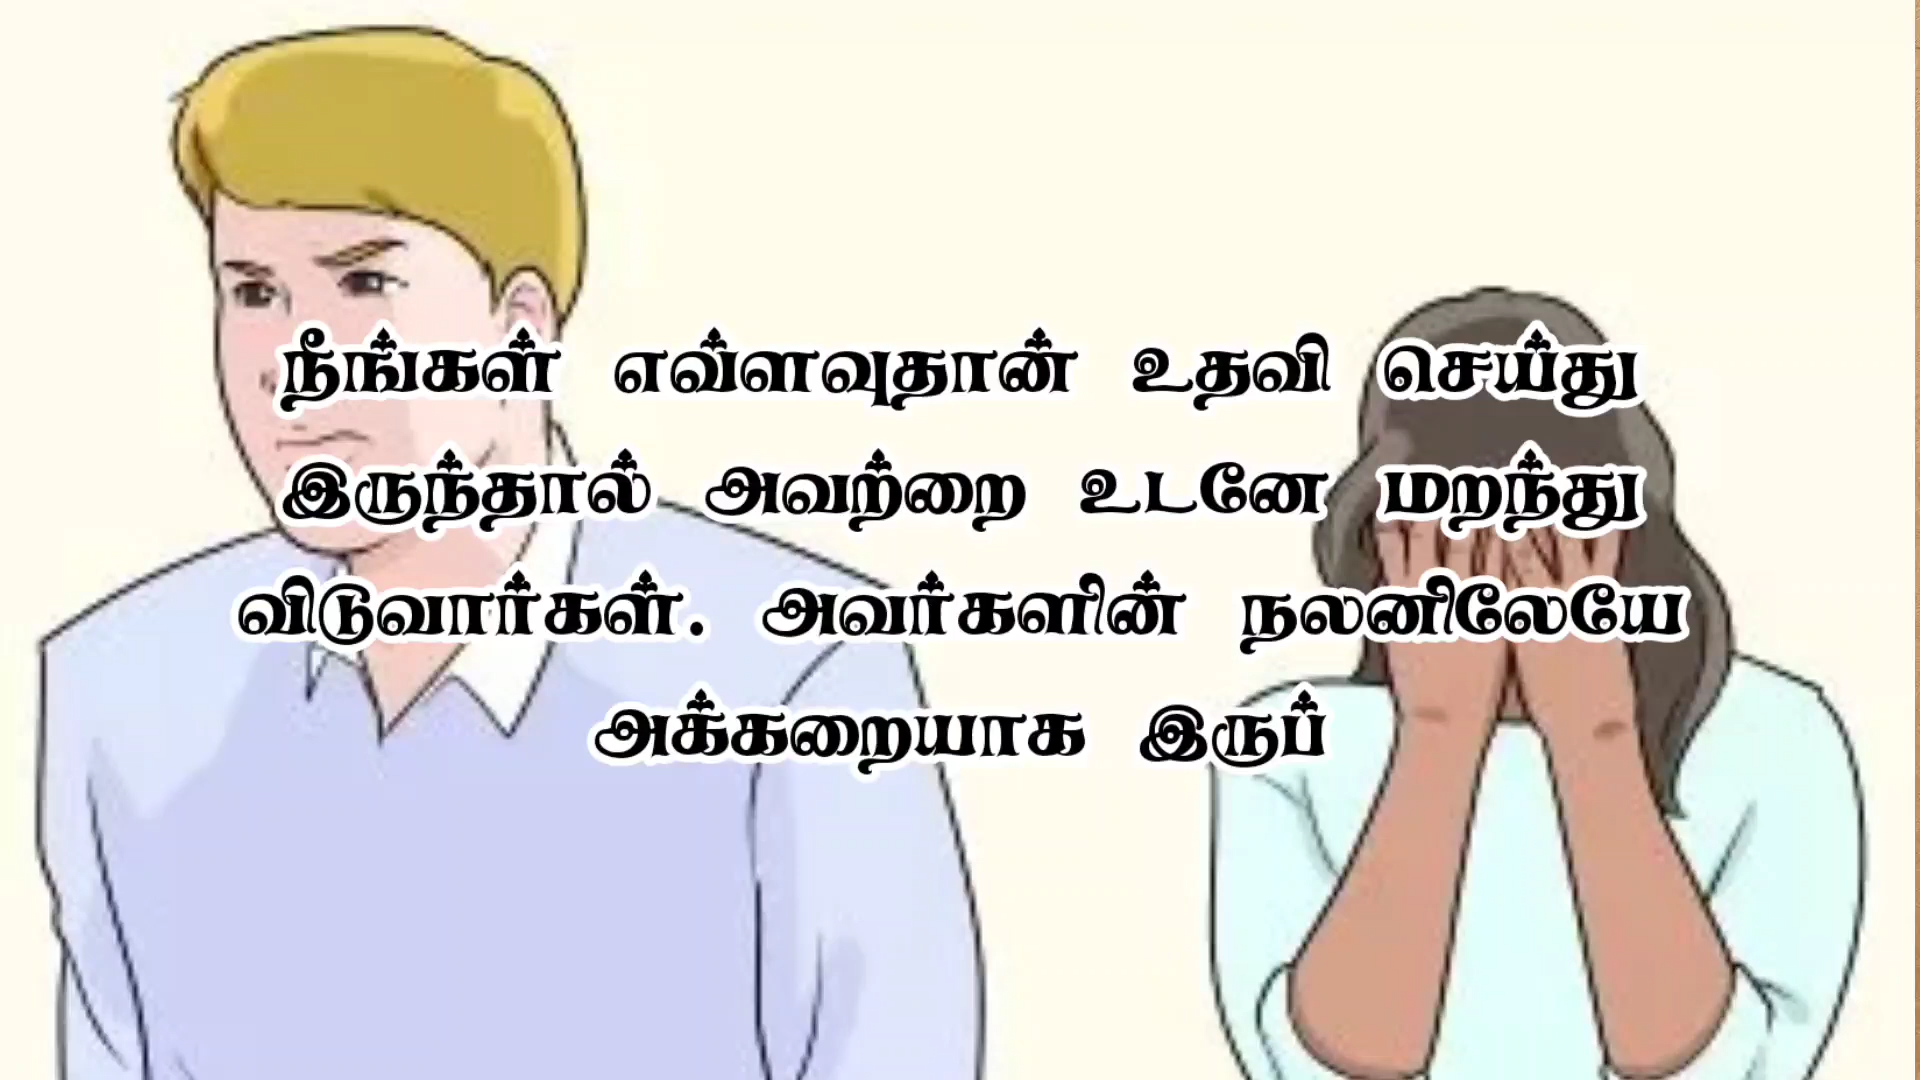 நீங்கள் எவ்ளவுதான் உதவி செய்து
இருந்தால் அவற்றை உடனே மறந்து
விடுவார்கள். அவர்களின் நலனிலேயே
அக்கறையாக இருப்